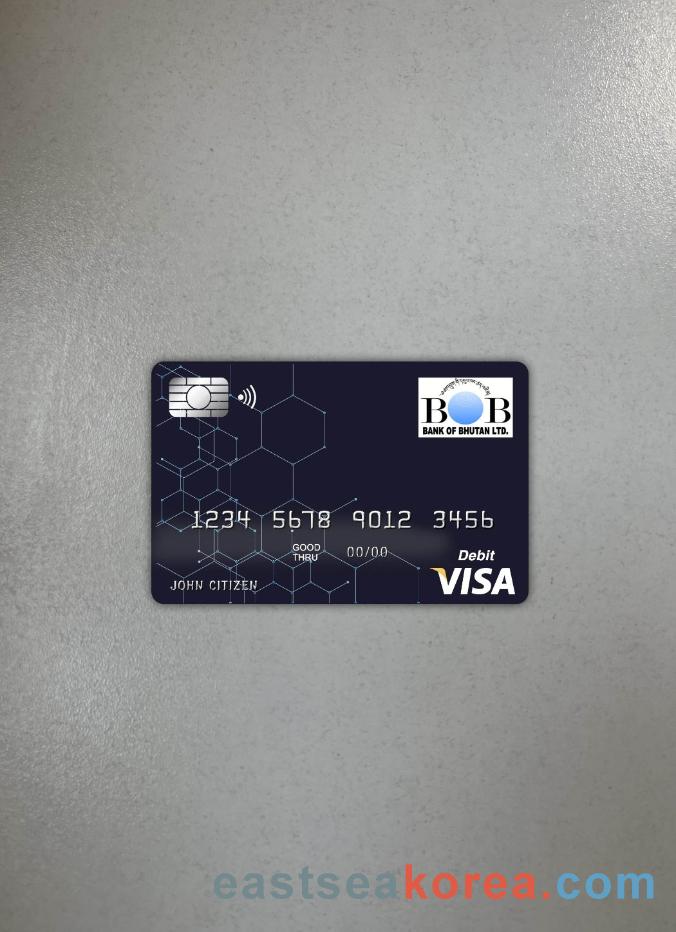 BOB
BANK OF BHUTAN LTD.
1234 5678 9012 3456
GOOD
THRU
00/00
Debit
VISA
JOHN CITIZEN
eastseakorea.com